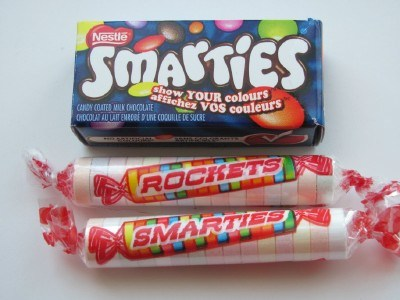 Nestlé
SMARTIES
show YOUR colours
affichez VOS couleurs
CANDY COATED MILK CHOCOLATE
CHOCOLAT AU LAIT ENROBÉ D'UNE COQUILLE DE SUCRE
ROCKETS
SMARTIES